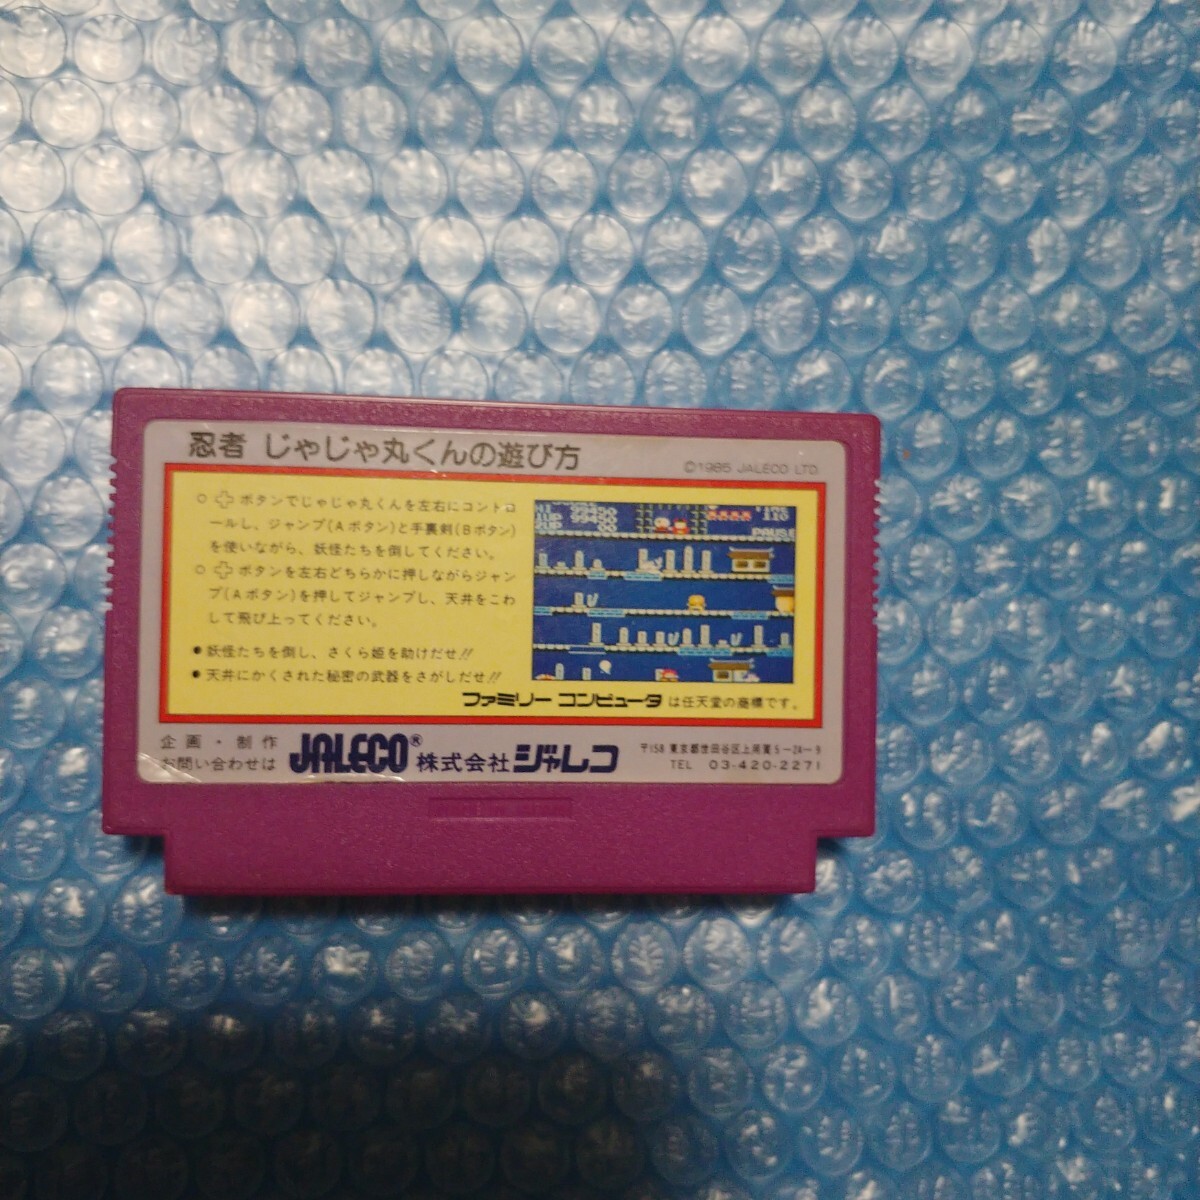 忍者 じゃじゃ丸くんの遊び方
©1985 JALECO LTD.
○ ✚ボタンでじゃじゃ丸くんを左右にコントロ
ールし、ジャンプ(Aボタン)と手裏剣(Bボタン)
を使いながら、妖怪たちを倒してください。
○ ✚ボタンを左右どちらかに押しながらジャン
プ(Aボタン)を押してジャンプし、天井をこわ
して飛び上ってください。
● 妖怪たちを倒し、さくら姫を助けだせ!!
● 天井にかくされた秘密の武器をさがしだせ!!
PAUSE
ファミリー コンピュータ は任天堂の商標です。
企画・制作
お問い合わせは
JALECO® 株式会社ジャレコ
〒158 東京都世田谷区上用賀5-24-9
TEL 03-420-2271